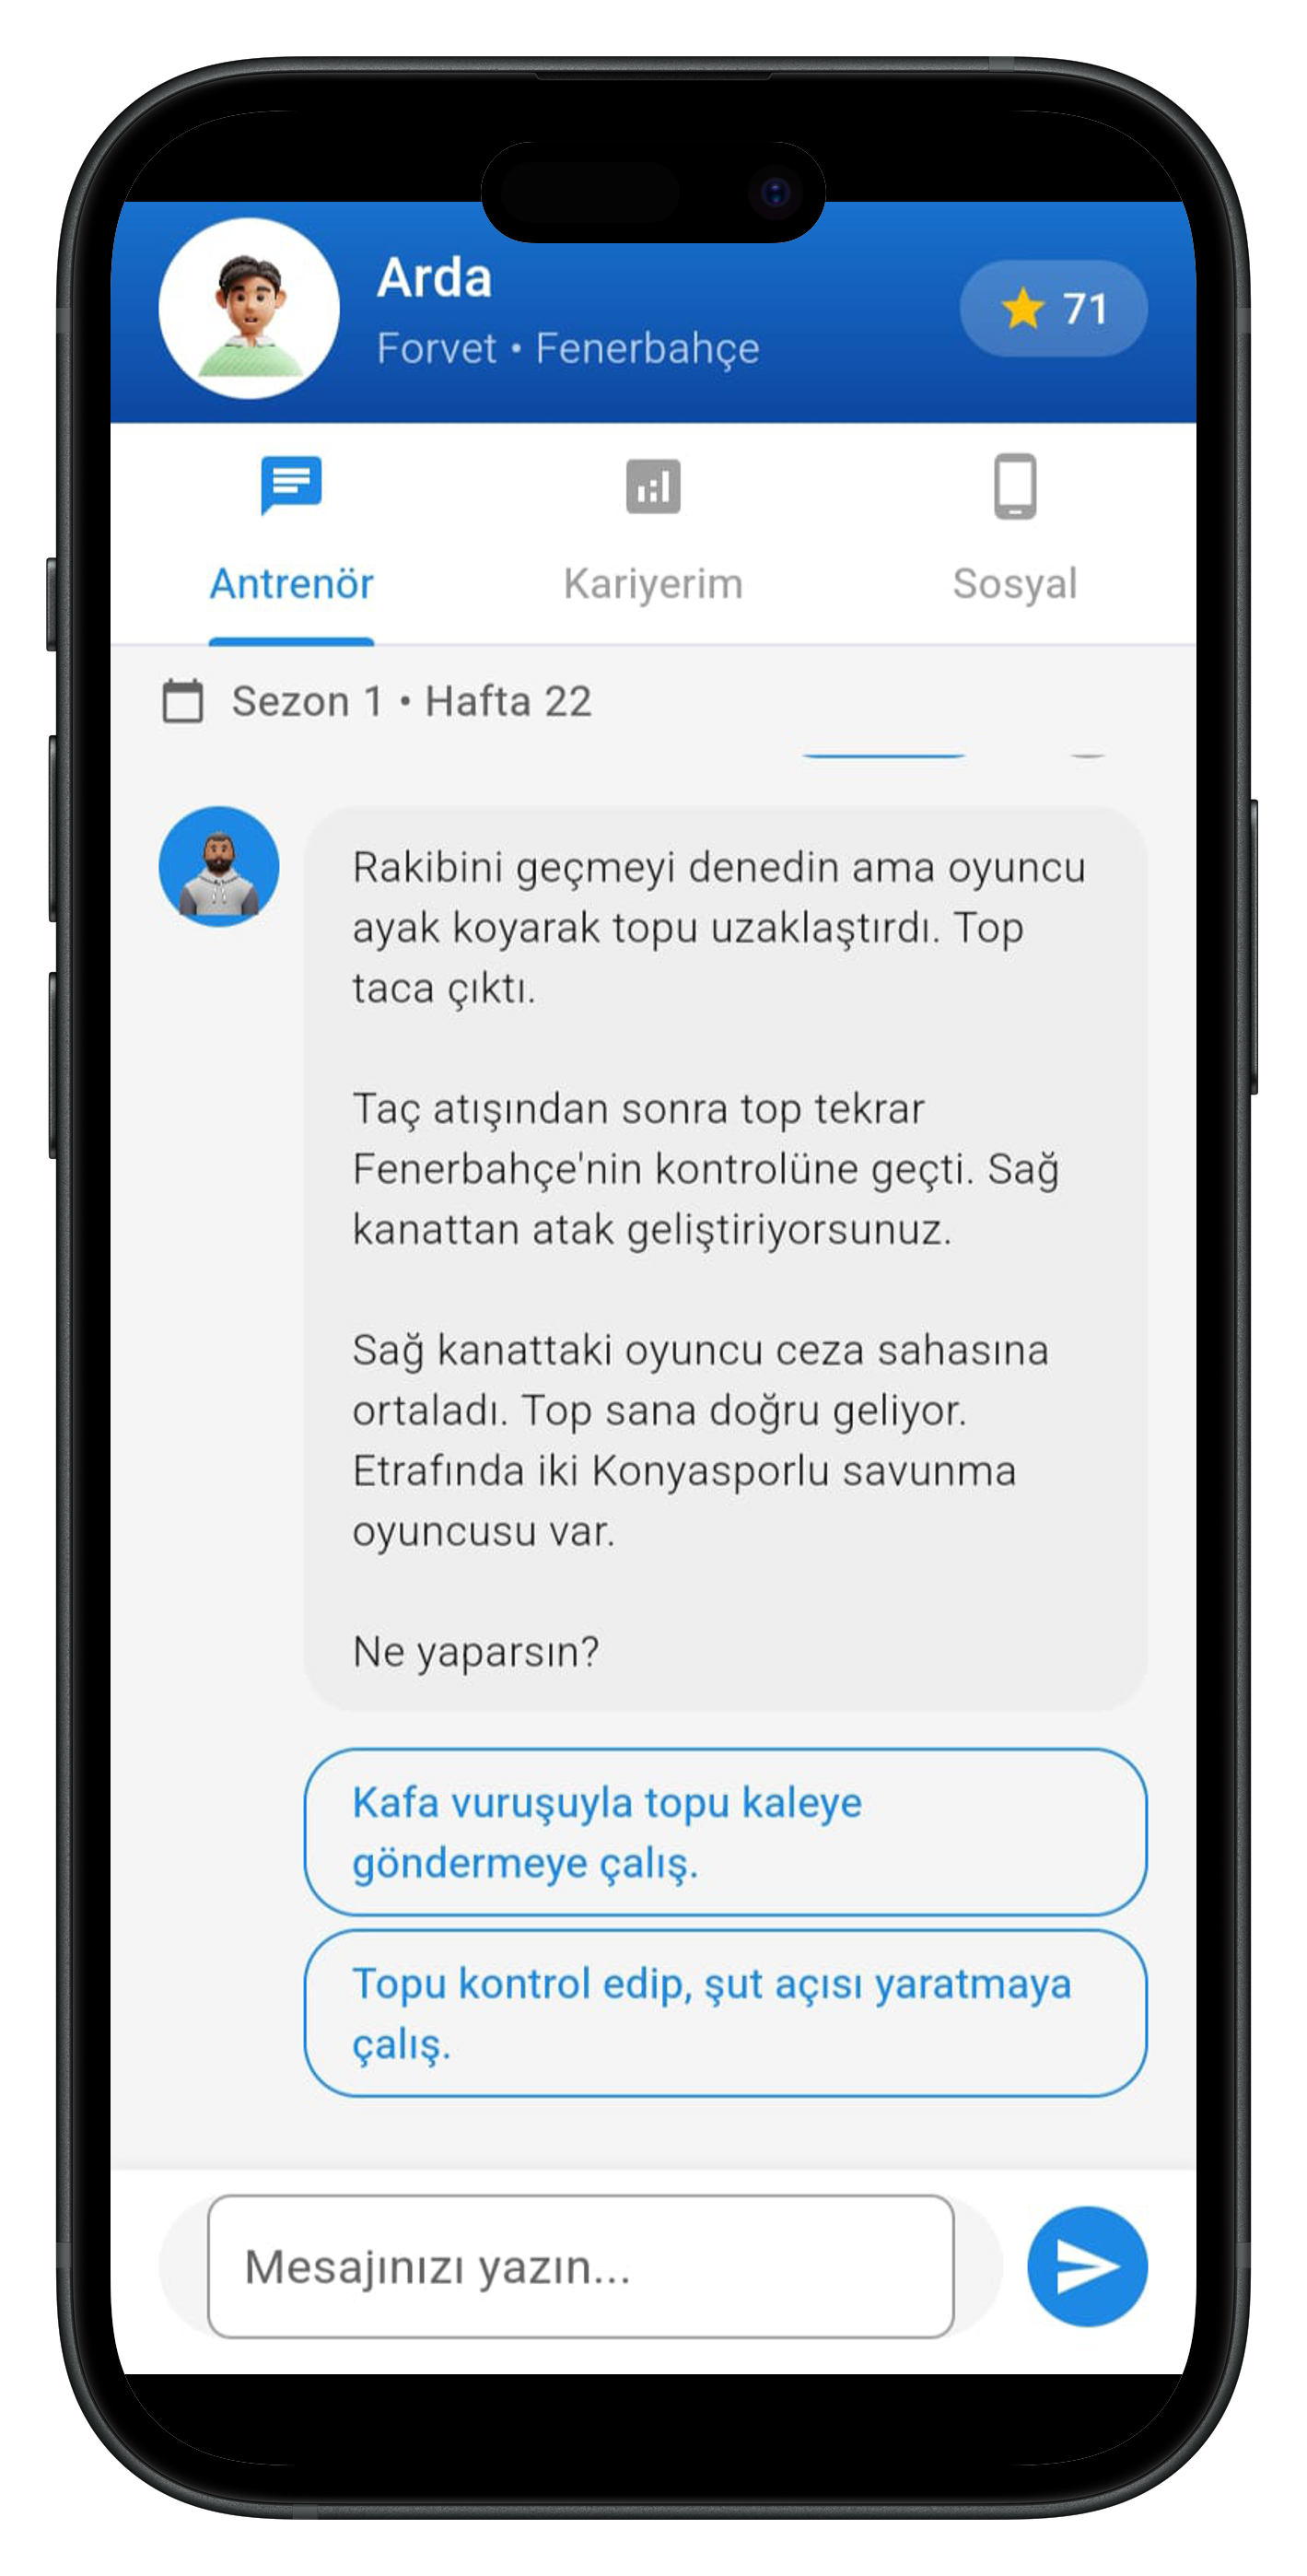 Arda
Forvet • Fenerbahçe
71
Antrenör
Kariyerim
Sosyal
Sezon 1 • Hafta 22
Rakibini geçmeyi denedin ama oyuncu
ayak koyarak topu uzaklaştırdı. Top
taca çıktı.
Taç atışından sonra top tekrar
Fenerbahçe'nin kontrolüne geçti. Sağ
kanattan atak geliştiriyorsunuz.
Sağ kanattaki oyuncu ceza sahasına
ortaladı. Top sana doğru geliyor.
Etrafında iki Konyasporlu savunma
oyuncusu var.
Ne yaparsın?
Kafa vuruşuyla topu kaleye
göndermeye çalış.
Topu kontrol edip, şut açısı yaratmaya
çalış.
Mesajınızı yazın...